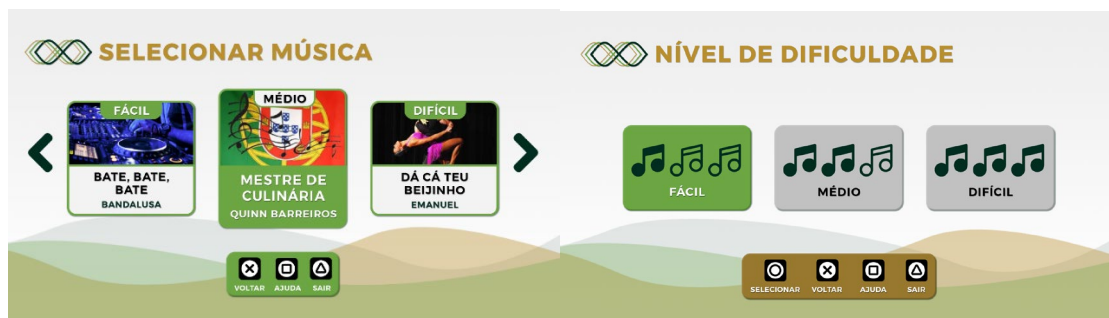 SELECIONAR MÚSICA
FÁCIL
BATE, BATE,
BATE
BANDALUSA
MÉDIO
MESTRE DE
CULINÁRIA
QUINN BARREIROS
DIFÍCIL
DÁ CÁ TEU
BEIJINHO
EMANUEL
VOLTAR AJUDA SAIR
NÍVEL DE DIFICULDADE
FÁCIL
MÉDIO
DIFÍCIL
SELECIONAR VOLTAR AJUDA SAIR